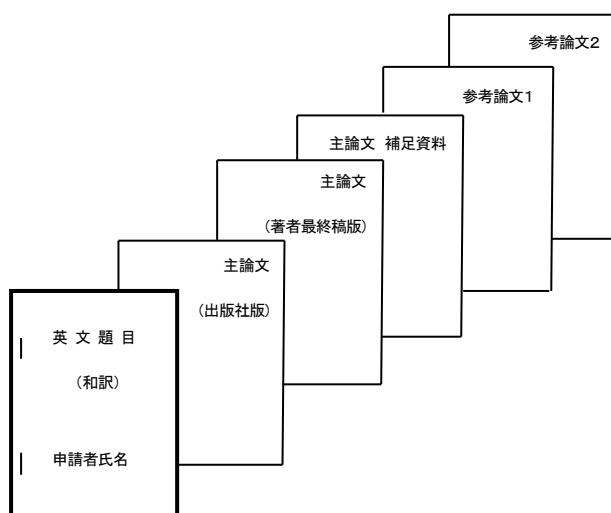 参考論文2
参考論文1
主論文 補足資料
主論文
(著者最終稿版)
主論文
(出版社版)
英 文 題 目
(和訳)
申請者氏名